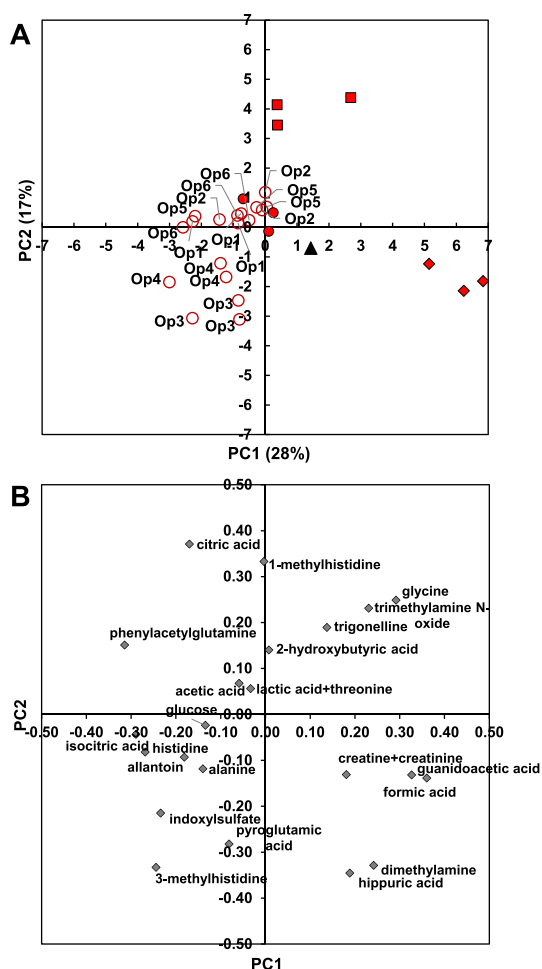 A
7
6
5
4
3
2
1
0
-1
-2
-3
-4
-5
-6
-7
-7 -6 -5 -4 -3 -2 -1 0 1 2 3 4 5 6 7
PC2 (17%)
PC1 (28%)
Op6
Op2
Op6
Op5
Op2
Op5
Op2
Op6
Op1
Op1
Op1
Op4
Op4
Op4
Op3
Op3
Op3
B
0.50
0.40
0.30
0.20
0.10
0.00
-0.10
-0.20
-0.30
-0.40
-0.50
-0.50 -0.40 -0.30 -0.20 -0.10 0.00 0.10 0.20 0.30 0.40 0.50
PC2
citric acid
1-methylhistidine
glycine
trimethylamine N-
oxide
trigonelline
phenylacetylglutamine
2-hydroxybutyric acid
acetic acid
lactic acid+threonine
glucose
isocitric acid
histidine
allantoin
alanine
creatine+creatinine
guanidoacetic acid
formic acid
indoxylsulfate
pyroglutamic
acid
3-methylhistidine
dimethylamine
hippuric acid
PC1